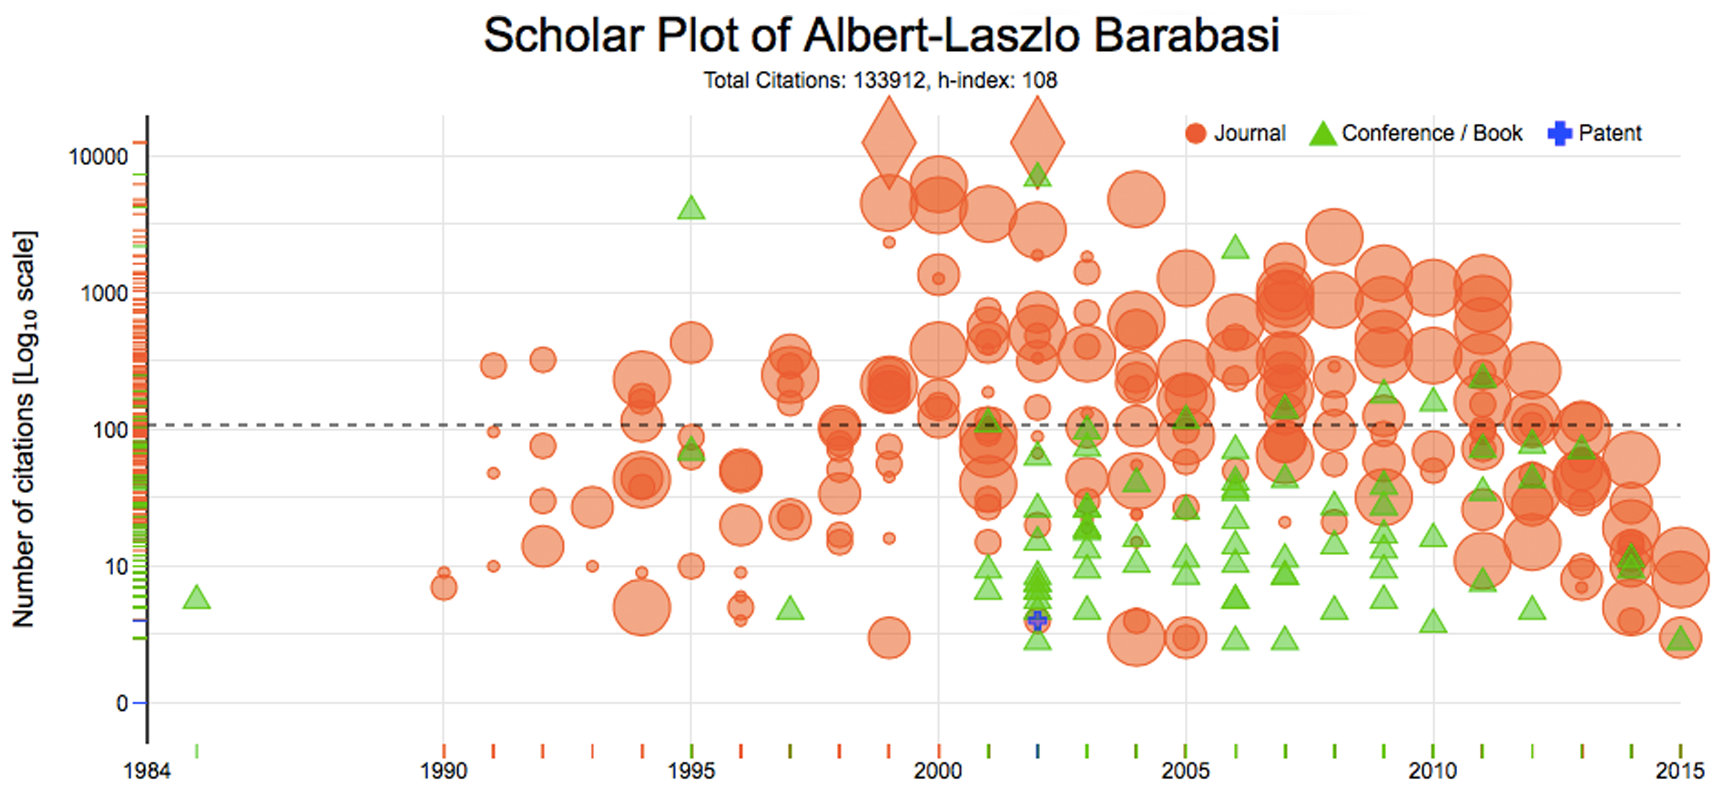 Scholar Plot of Albert-Laszlo Barabasi
Total Citations: 133912, h-index: 108
Journal
Conference / Book
Patent
Number of citations [Log₁₀ scale]
10000
1000
100
10
0
1984
1990
1995
2000
2005
2010
2015